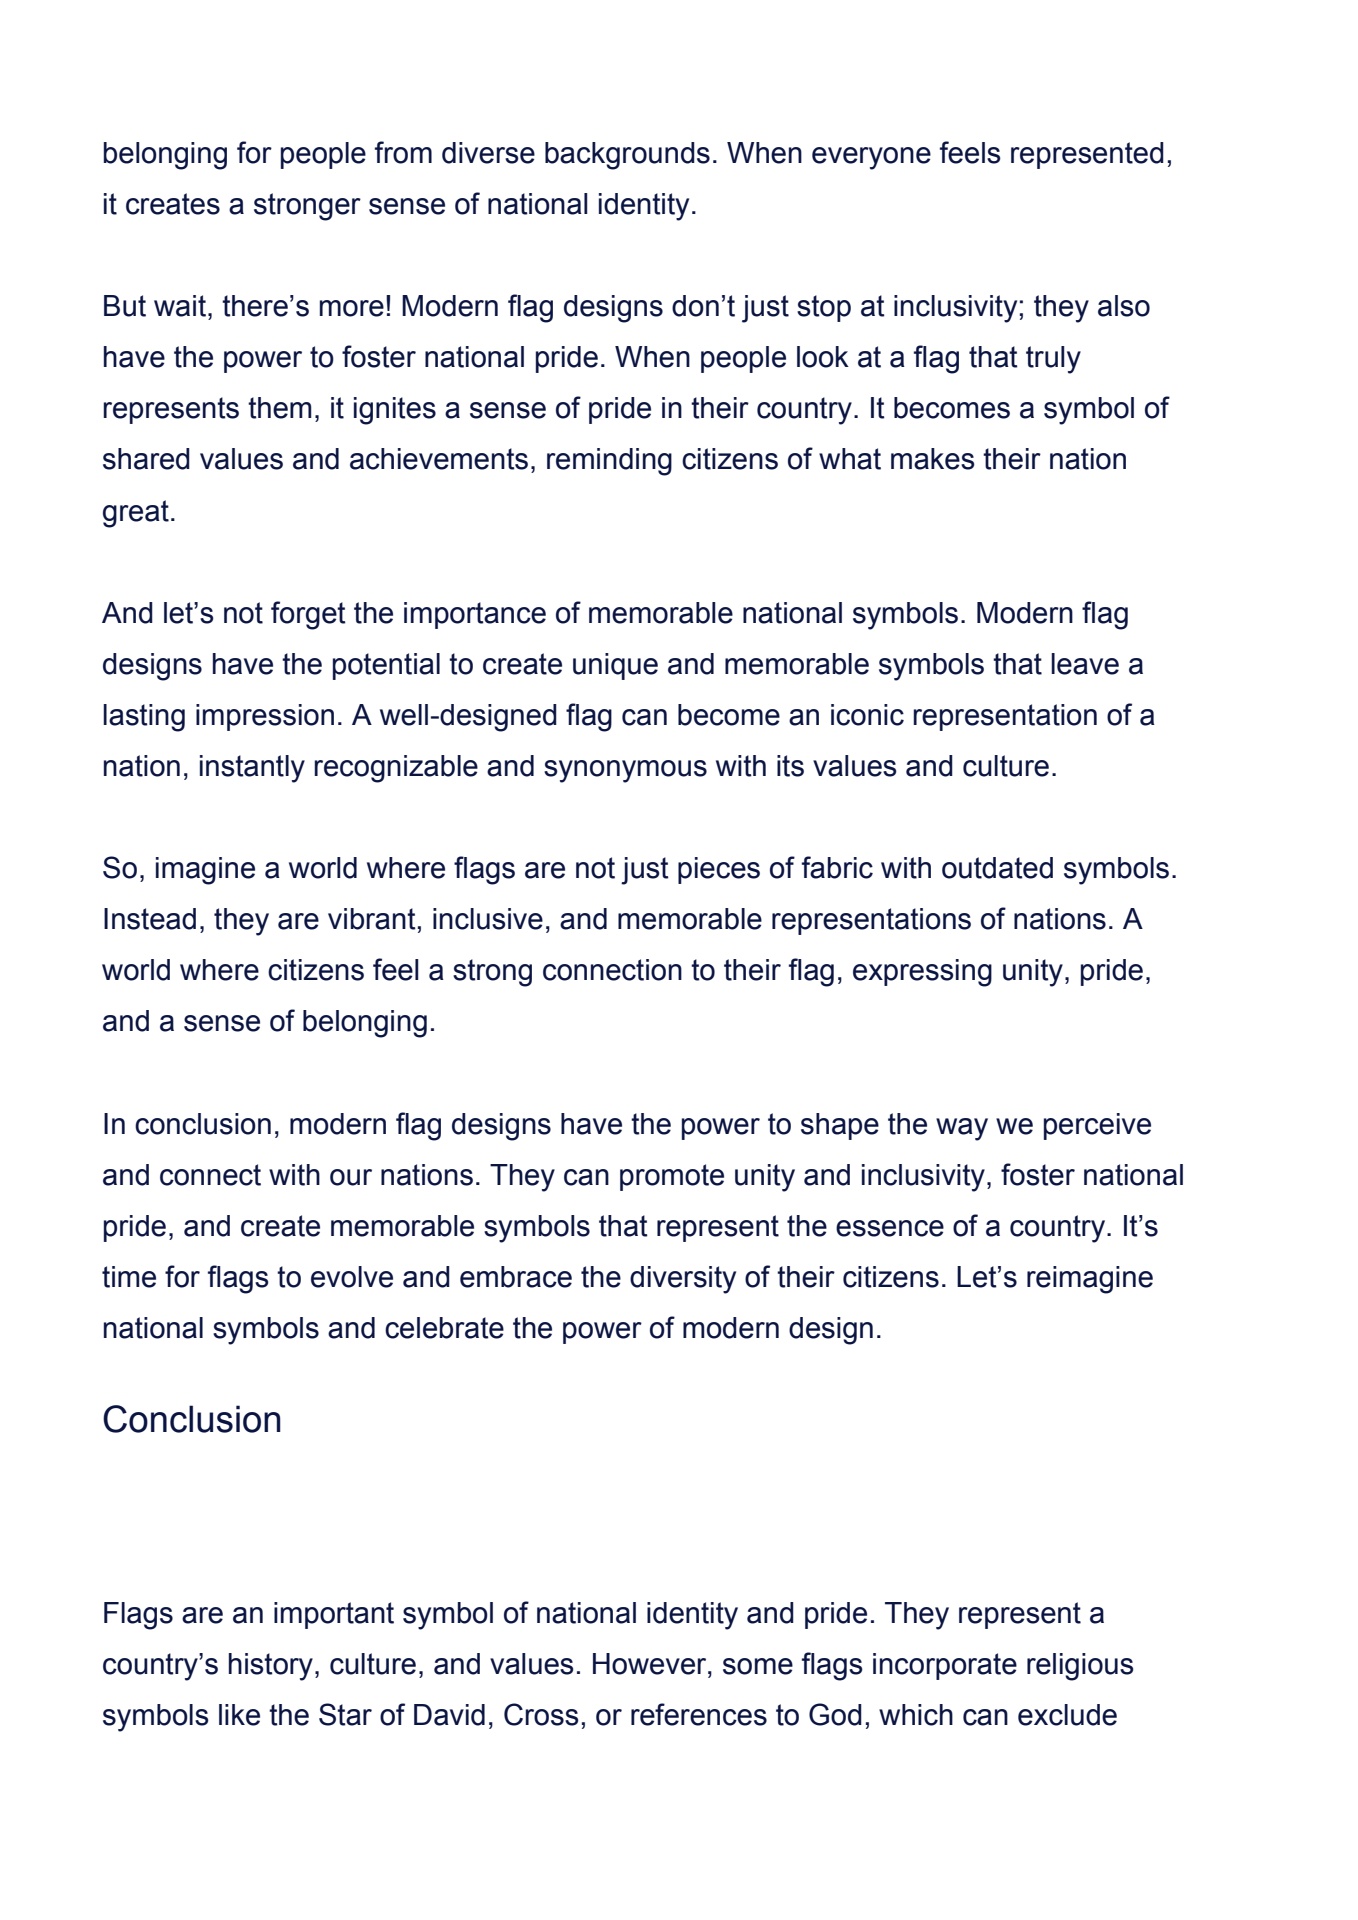 belonging for people from diverse backgrounds. When everyone feels represented,
it creates a stronger sense of national identity.
But wait, there’s more! Modern flag designs don’t just stop at inclusivity; they also
have the power to foster national pride. When people look at a flag that truly
represents them, it ignites a sense of pride in their country. It becomes a symbol of
shared values and achievements, reminding citizens of what makes their nation
great.
And let’s not forget the importance of memorable national symbols. Modern flag
designs have the potential to create unique and memorable symbols that leave a
lasting impression. A well-designed flag can become an iconic representation of a
nation, instantly recognizable and synonymous with its values and culture.
So, imagine a world where flags are not just pieces of fabric with outdated symbols.
Instead, they are vibrant, inclusive, and memorable representations of nations. A
world where citizens feel a strong connection to their flag, expressing unity, pride,
and a sense of belonging.
In conclusion, modern flag designs have the power to shape the way we perceive
and connect with our nations. They can promote unity and inclusivity, foster national
pride, and create memorable symbols that represent the essence of a country. It’s
time for flags to evolve and embrace the diversity of their citizens. Let’s reimagine
national symbols and celebrate the power of modern design.
Conclusion
Flags are an important symbol of national identity and pride. They represent a
country’s history, culture, and values. However, some flags incorporate religious
symbols like the Star of David, Cross, or references to God, which can exclude